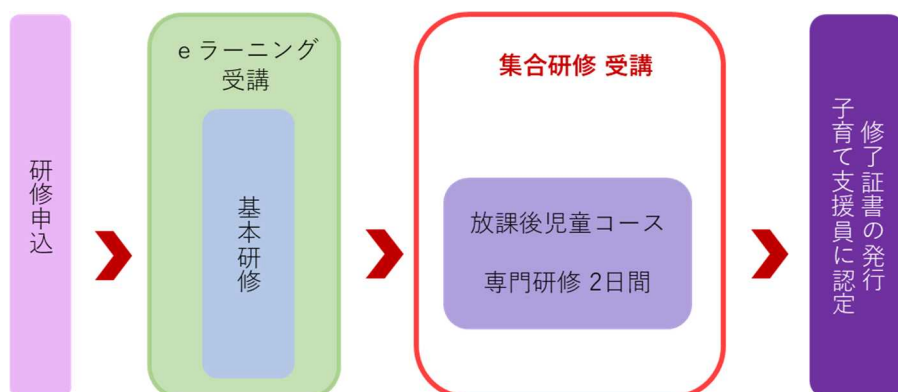 研修申込
e ラーニング
受講
基本研修
集合研修 受講
放課後児童コース
専門研修 2日間
修了証書の発行
子育て支援員に認定